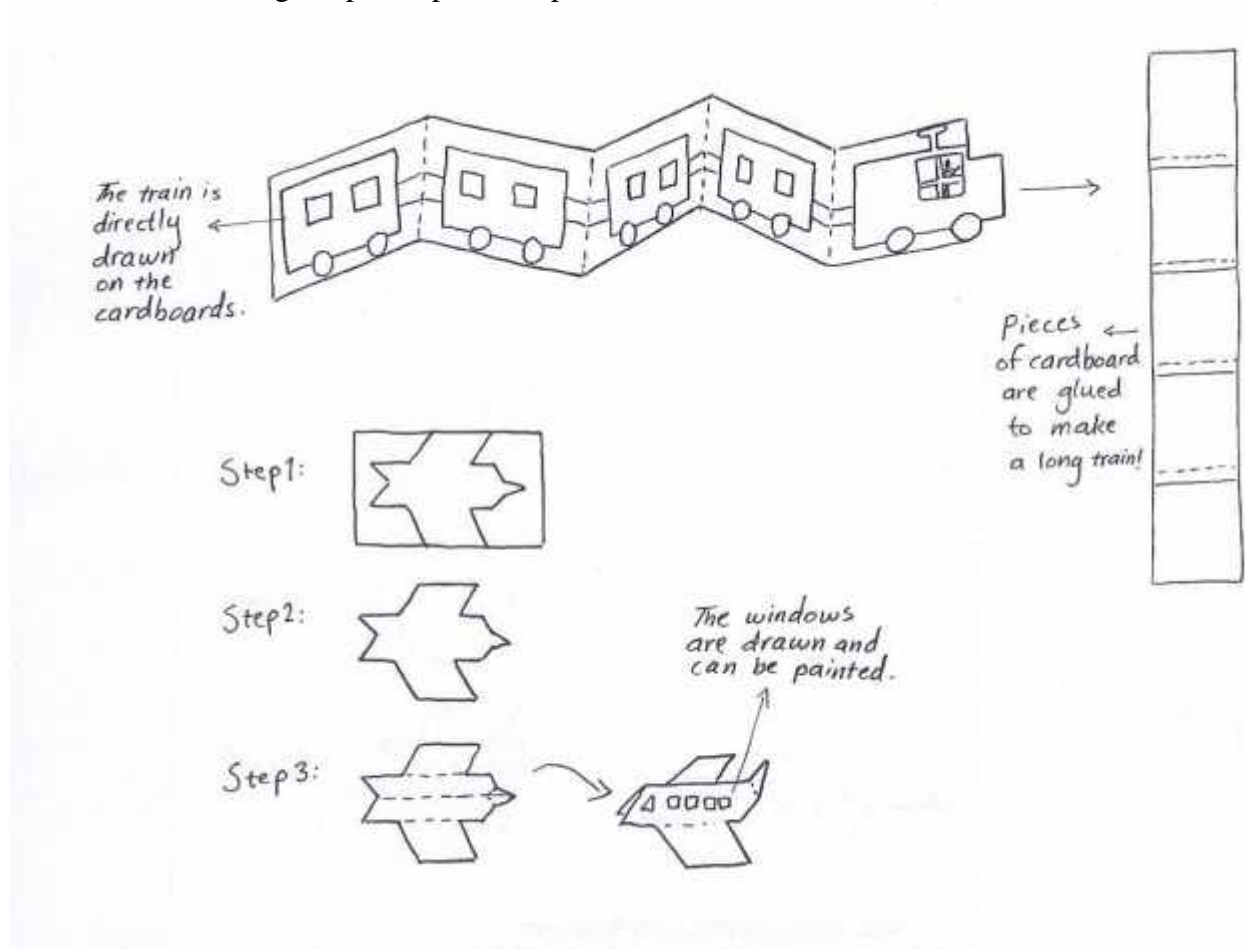 The train is
directly
drawn
on the
cardboards.
Pieces
of cardboard
are glued
to make
a long train!
Step1:
Step2:
The windows
are drawn and
can be painted.
Step3: